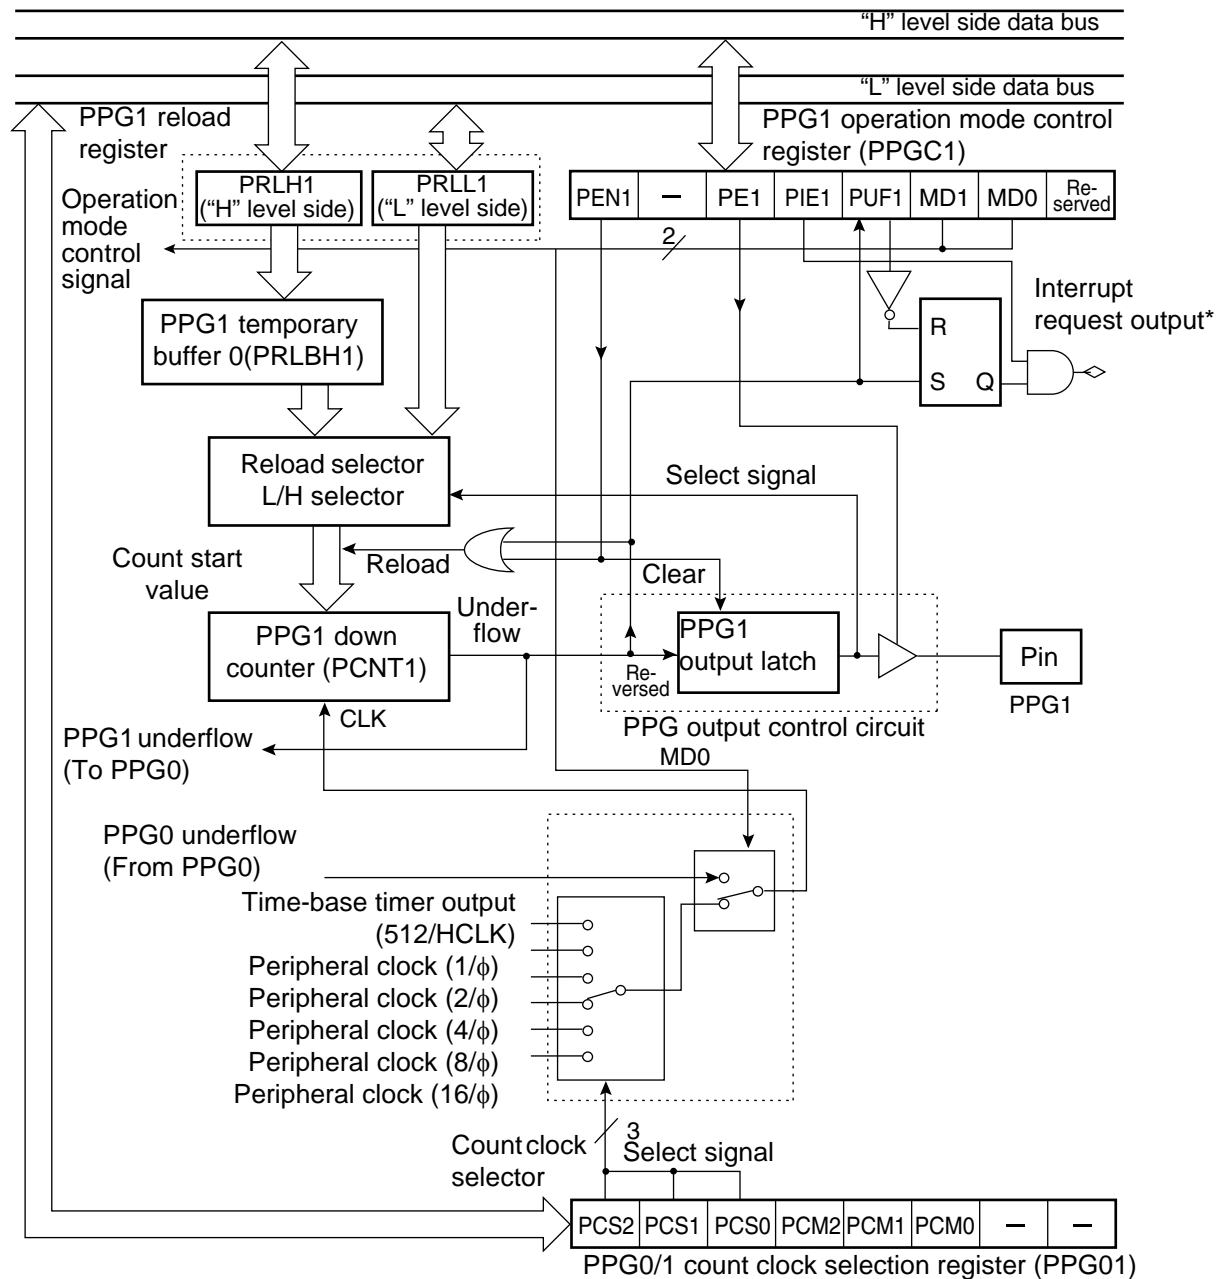 “H” level side data bus
“L” level side data bus
PPG1 reload
register
PPG1 operation mode control
register (PPGC1)
PRLH1
(“H” level side)
PRLL1
(“L” level side)
PEN1
—
PE1
PIE1
PUF1
MD1
MD0
Re-
served
Operation
mode
control
signal
2
PPG1 temporary
buffer 0(PRLBH1)
Interrupt
request output*
R
S
Q
Reload selector
L/H selector
Select signal
Count start
value
Reload
Clear
Under-
flow
PPG1 down
counter (PCNT1)
PPG1
output latch
Re-
versed
Pin
PPG1
CLK
PPG output control circuit
PPG1 underflow
(To PPG0)
MD0
PPG0 underflow
(From PPG0)
Time-base timer output
(512/HCLK)
Peripheral clock (1/ϕ)
Peripheral clock (2/ϕ)
Peripheral clock (4/ϕ)
Peripheral clock (8/ϕ)
Peripheral clock (16/ϕ)
Count clock
selector
3
Select signal
PCS2
PCS1
PCS0
PCM2
PCM1
PCM0
—
—
PPG0/1 count clock selection register (PPG01)